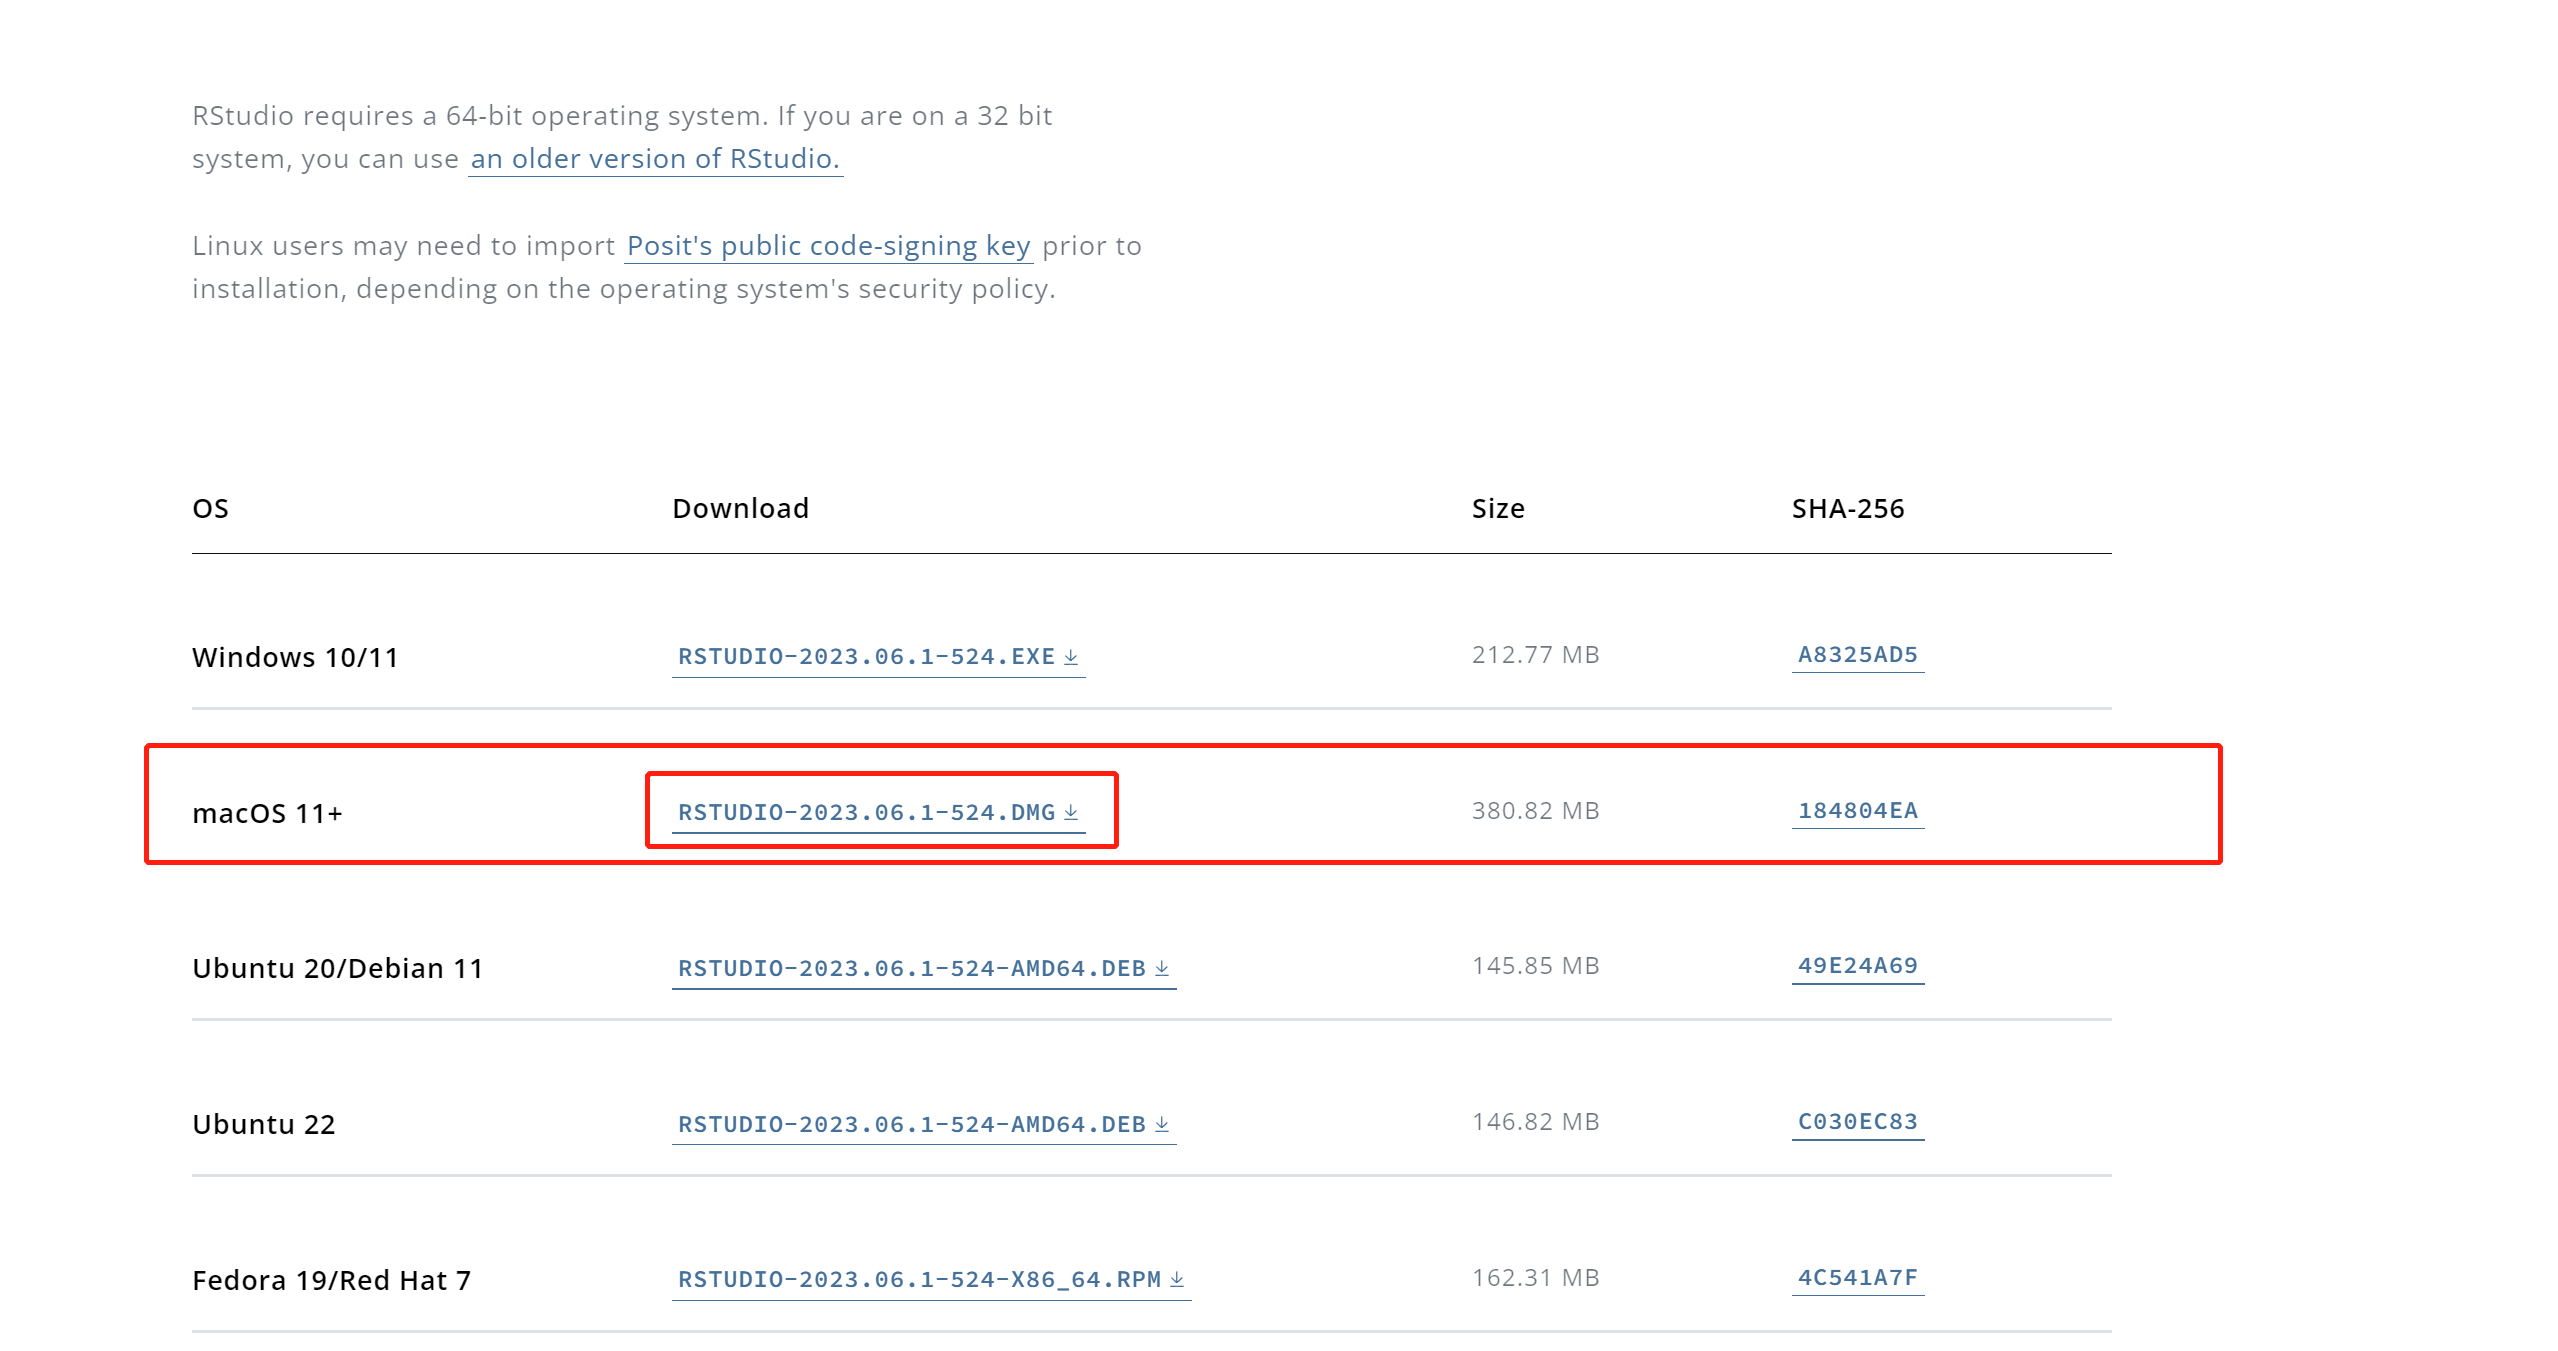 RStudio requires a 64-bit operating system. If you are on a 32 bit
system, you can use an older version of RStudio.
Linux users may need to import Posit's public code-signing key prior to
installation, depending on the operating system's security policy.
OS Download Size SHA-256
Windows 10/11 RSTUDIO-2023.06.1-524.EXE 212.77 MB A8325AD5
macOS 11+ RSTUDIO-2023.06.1-524.DMG 380.82 MB 184804EA
Ubuntu 20/Debian 11 RSTUDIO-2023.06.1-524-AMD64.DEB 145.85 MB 49E24A69
Ubuntu 22 RSTUDIO-2023.06.1-524-AMD64.DEB 146.82 MB C030EC83
Fedora 19/Red Hat 7 RSTUDIO-2023.06.1-524-X86_64.RPM 162.31 MB 4C541A7F